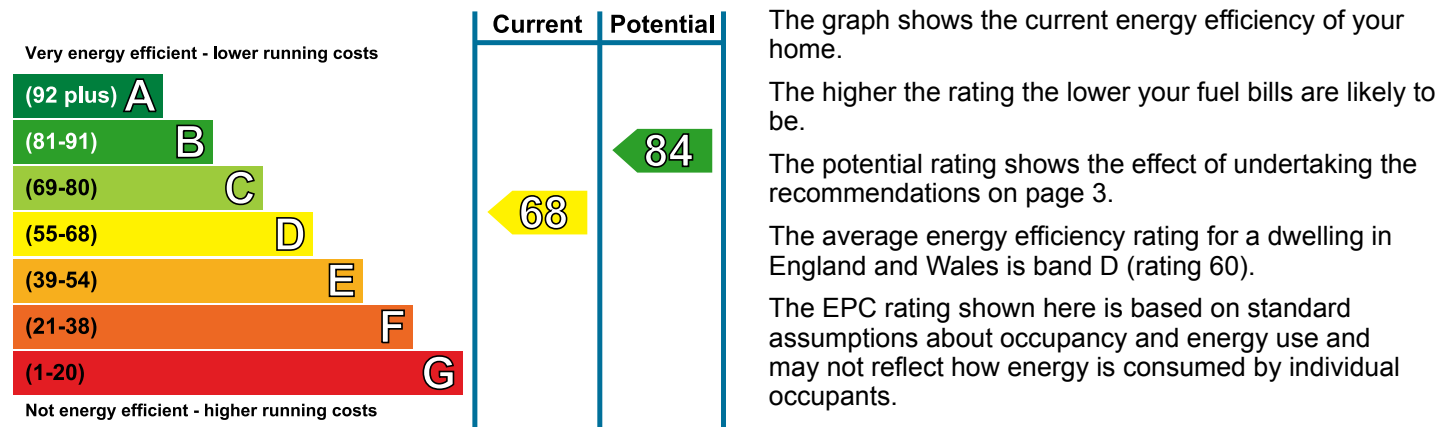 Current Potential
Very energy efficient - lower running costs
(92 plus) A
(81-91) B
84
(69-80) C
68
(55-68) D
(39-54) E
(21-38) F
(1-20) G
Not energy efficient - higher running costs
The graph shows the current energy efficiency of your
home.
The higher the rating the lower your fuel bills are likely to
be.
The potential rating shows the effect of undertaking the
recommendations on page 3.
The average energy efficiency rating for a dwelling in
England and Wales is band D (rating 60).
The EPC rating shown here is based on standard
assumptions about occupancy and energy use and
may not reflect how energy is consumed by individual
occupants.